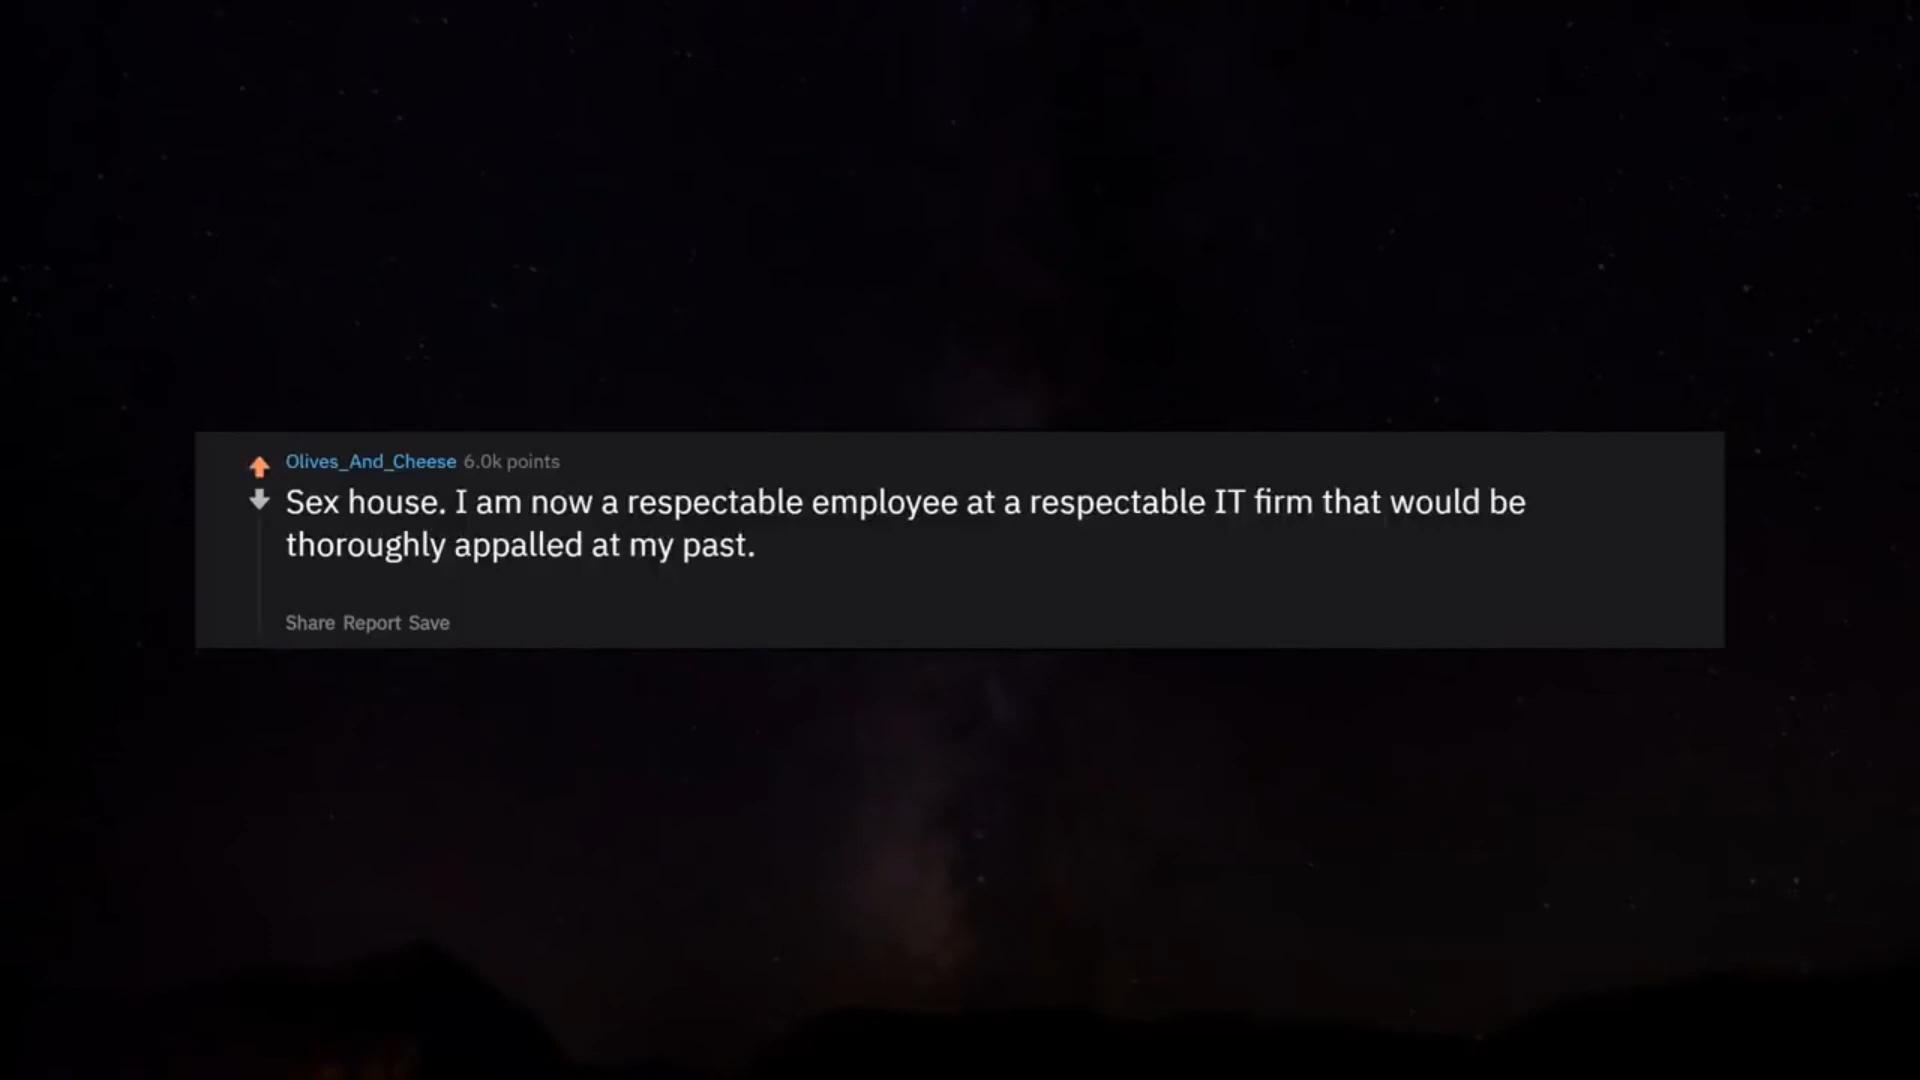 Olives_And_Cheese 6.0k points
Sex house. I am now a respectable employee at a respectable IT firm that would be
thoroughly appalled at my past.
Share Report Save